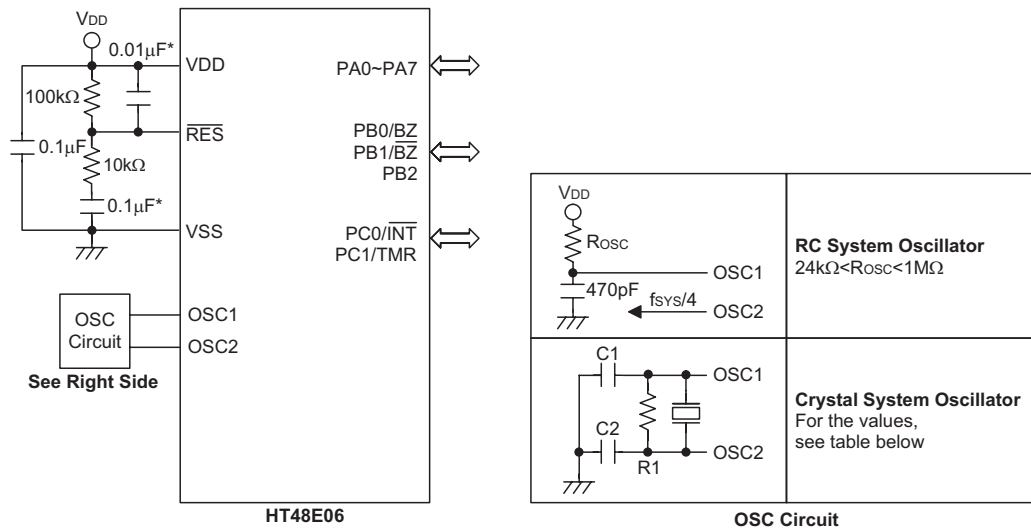 VDD
0.01μF*
VDD
100kΩ
RES
0.1μF
10kΩ
0.1μF*
VSS
OSC
Circuit
OSC1
OSC2
See Right Side
PA0~PA7
PB0/BZ
PB1/BZ
PB2
PC0/INT
PC1/TMR
HT48E06
VDD
ROSC
OSC1
470pF
fSYS/4
OSC2
RC System Oscillator
24kΩ<ROSC<1MΩ
C1
OSC1
C2
R1
OSC2
Crystal System Oscillator
For the values,
see table below
OSC Circuit